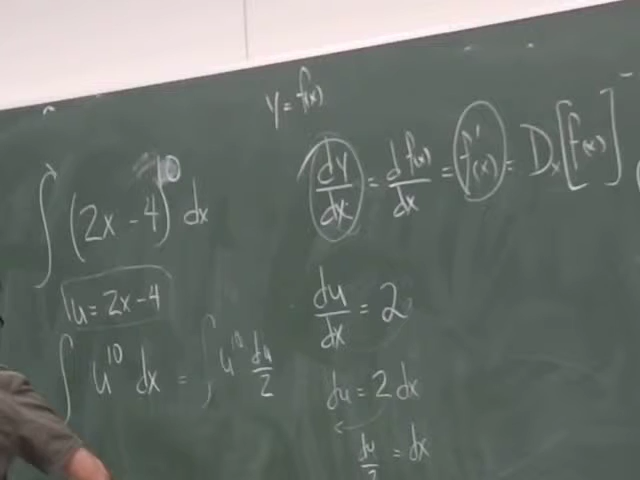 y = f(x)
dy/dx = d f(x)/dx = f'(x) = Dx[f(x)]
∫ (2x - 4)^10 dx
u = 2x - 4
∫ u^10 dx = ∫ u^10 du/2
du/dx = 2
du = 2 dx
du/2 = dx